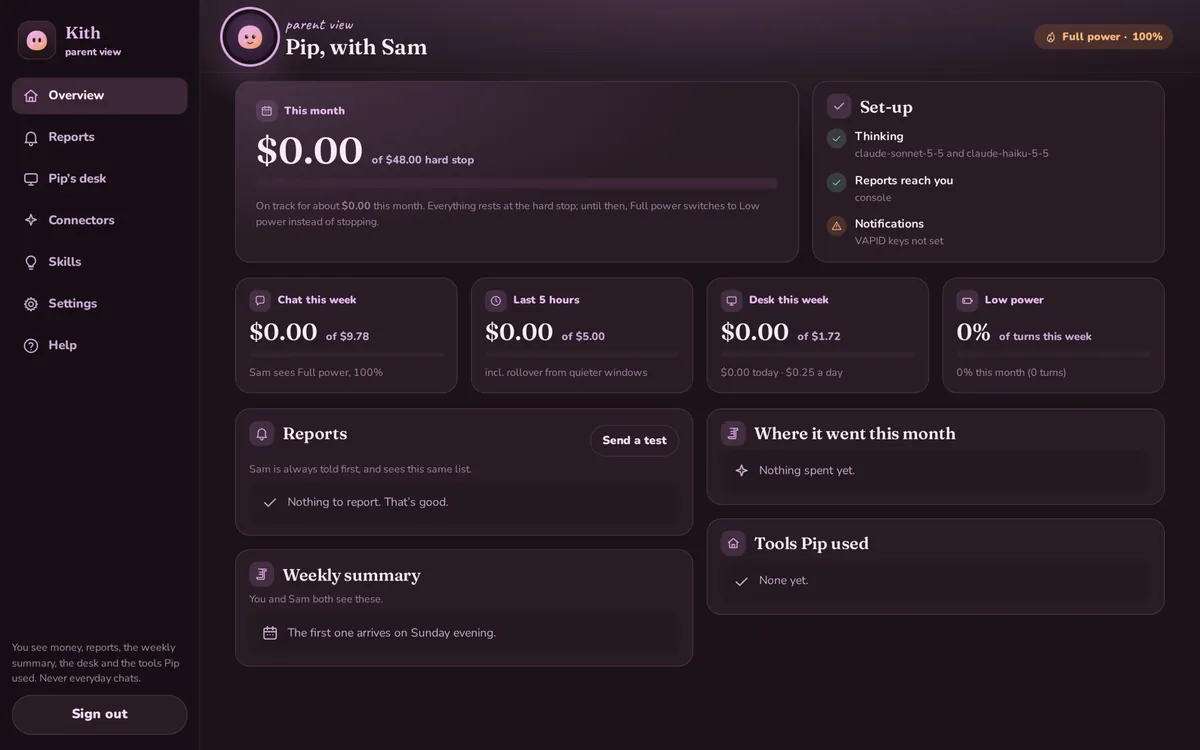 Kith
parent view
Overview
Reports
Pip's desk
Connectors
Skills
Settings
Help
You see money, reports, the weekly
summary, the desk and the tools Pip
used. Never everyday chats.
Sign out
parent view
Pip, with Sam
Full power · 100%
This month
$0.00 of $48.00 hard stop
On track for about $0.00 this month. Everything rests at the hard stop; until then, Full power switches to Low
power instead of stopping.
Set-up
Thinking
claude-sonnet-5-5 and claude-haiku-5-5
Reports reach you
console
Notifications
VAPID keys not set
Chat this week
$0.00 of $9.78
Sam sees Full power, 100%
Last 5 hours
$0.00 of $5.00
incl. rollover from quieter windows
Desk this week
$0.00 of $1.72
$0.00 today · $0.25 a day
Low power
0% of turns this week
0% this month (0 turns)
Reports
Send a test
Sam is always told first, and sees this same list.
Nothing to report. That's good.
Weekly summary
You and Sam both see these.
The first one arrives on Sunday evening.
Where it went this month
Nothing spent yet.
Tools Pip used
None yet.